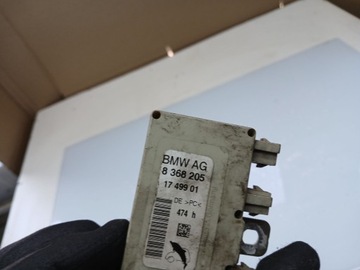 BMW AG
8 368 205
17 499 01
DE >PC<
474 h